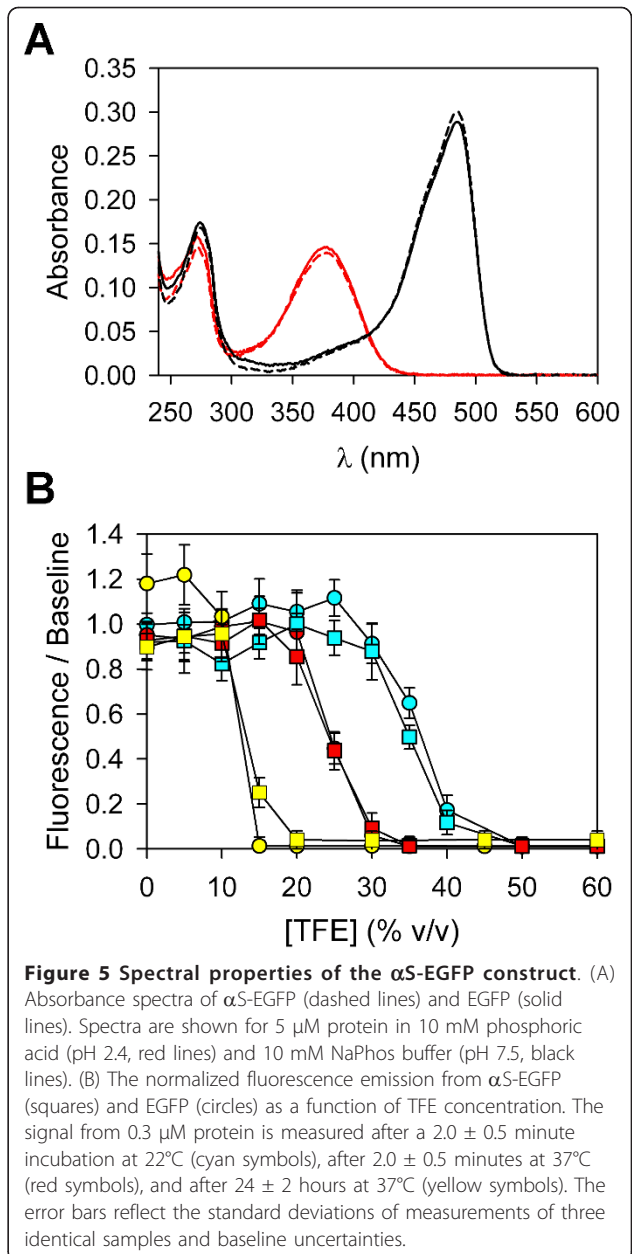 A
0.35
0.30
0.25
0.20
0.15
0.10
0.05
0.00
Absorbance
250 300 350 400 450 500 550 600
λ (nm)
B
1.4
1.2
1.0
0.8
0.6
0.4
0.2
0.0
Fluorescence / Baseline
0 10 20 30 40 50 60
[TFE] (% v/v)
Figure 5 Spectral properties of the αS-EGFP construct. (A)
Absorbance spectra of αS-EGFP (dashed lines) and EGFP (solid
lines). Spectra are shown for 5 μM protein in 10 mM phosphoric
acid (pH 2.4, red lines) and 10 mM NaPhos buffer (pH 7.5, black
lines). (B) The normalized fluorescence emission from αS-EGFP
(squares) and EGFP (circles) as a function of TFE concentration. The
signal from 0.3 μM protein is measured after a 2.0 ± 0.5 minute
incubation at 22°C (cyan symbols), after 2.0 ± 0.5 minutes at 37°C
(red symbols), and after 24 ± 2 hours at 37°C (yellow symbols). The
error bars reflect the standard deviations of measurements of three
identical samples and baseline uncertainties.